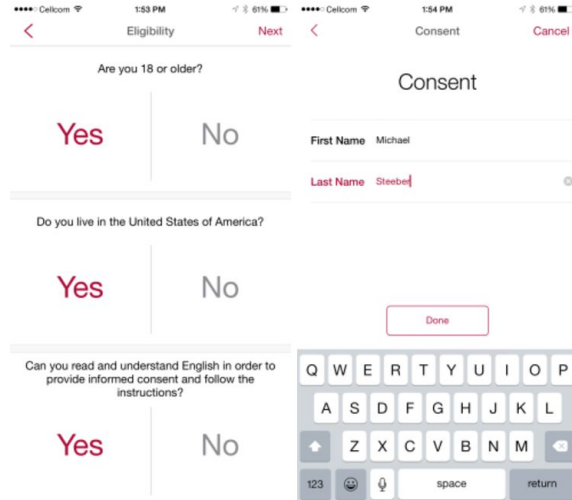 Cellcom 1:53 PM 61%
Eligibility Next
Are you 18 or older?
Yes No
Do you live in the United States of America?
Yes No
Can you read and understand English in order to
provide informed consent and follow the
instructions?
Yes No
Cellcom 1:54 PM 61%
Consent Cancel
Consent
First Name Michael
Last Name Steeber
Done
Q W E R T Y U I O P
A S D F G H J K L
Z X C V B N M
123 space return